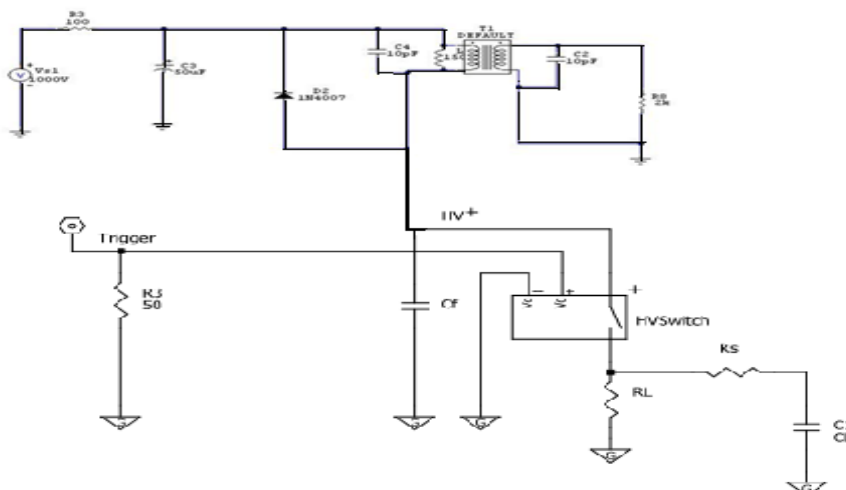 R3
100
T1
DEFAULT
C4
10pF
C2
10pF
V
Vs1
1000V
C3
50uF
D2
1N4007
R8
2k
HV+
Trigger
R3
50
Cf
- +
HVSwitch
Rs
RL
G
G
G